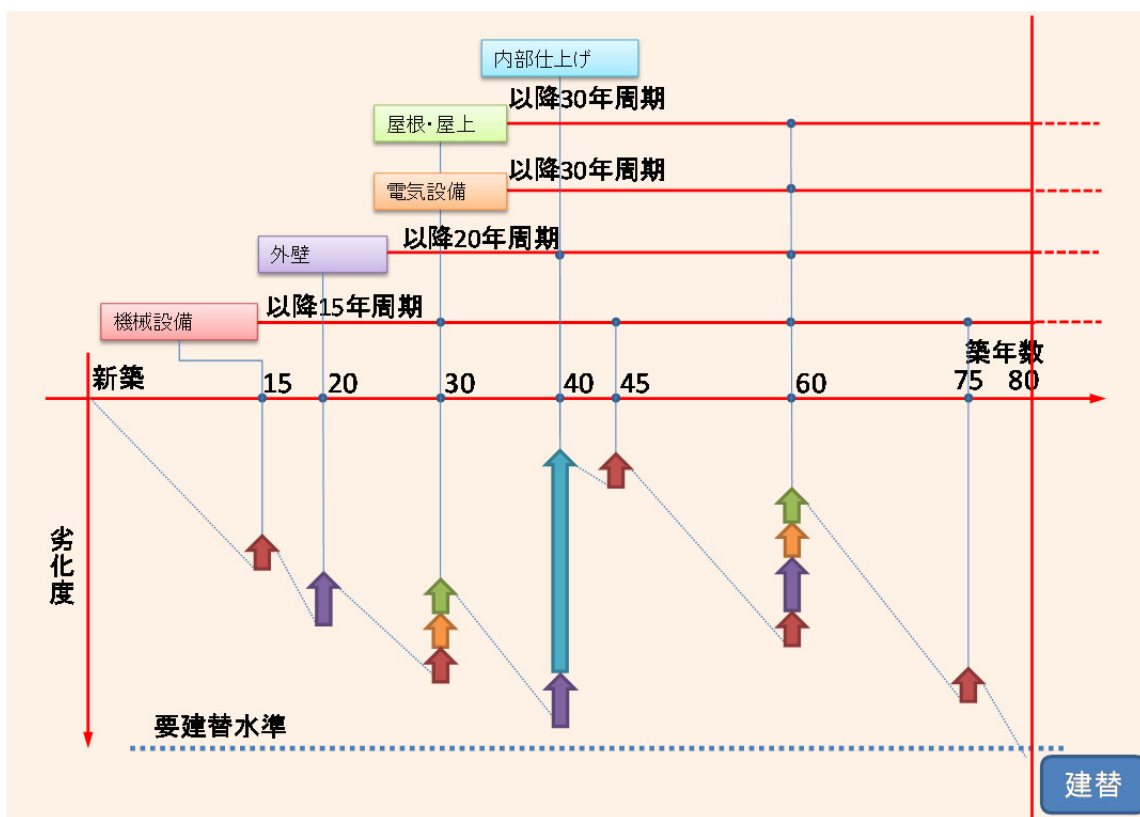 内部仕上げ
以降30年周期
屋根・屋上
以降30年周期
電気設備
以降20年周期
外壁
以降15年周期
機械設備
築年数
新築
15 20 30 40 45 60 75 80
劣化度
要建替水準
建替